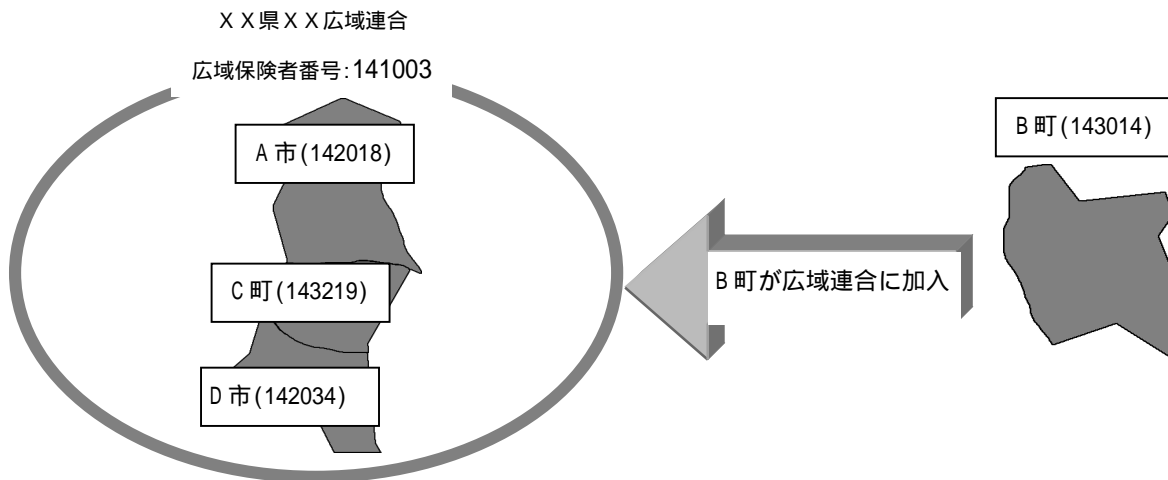 ＸＸ県ＸＸ広域連合
広域保険者番号：141003
Ａ市(142018)
Ｂ町(143014)
Ｃ町(143219)
Ｂ町が広域連合に加入
Ｄ市(142034)